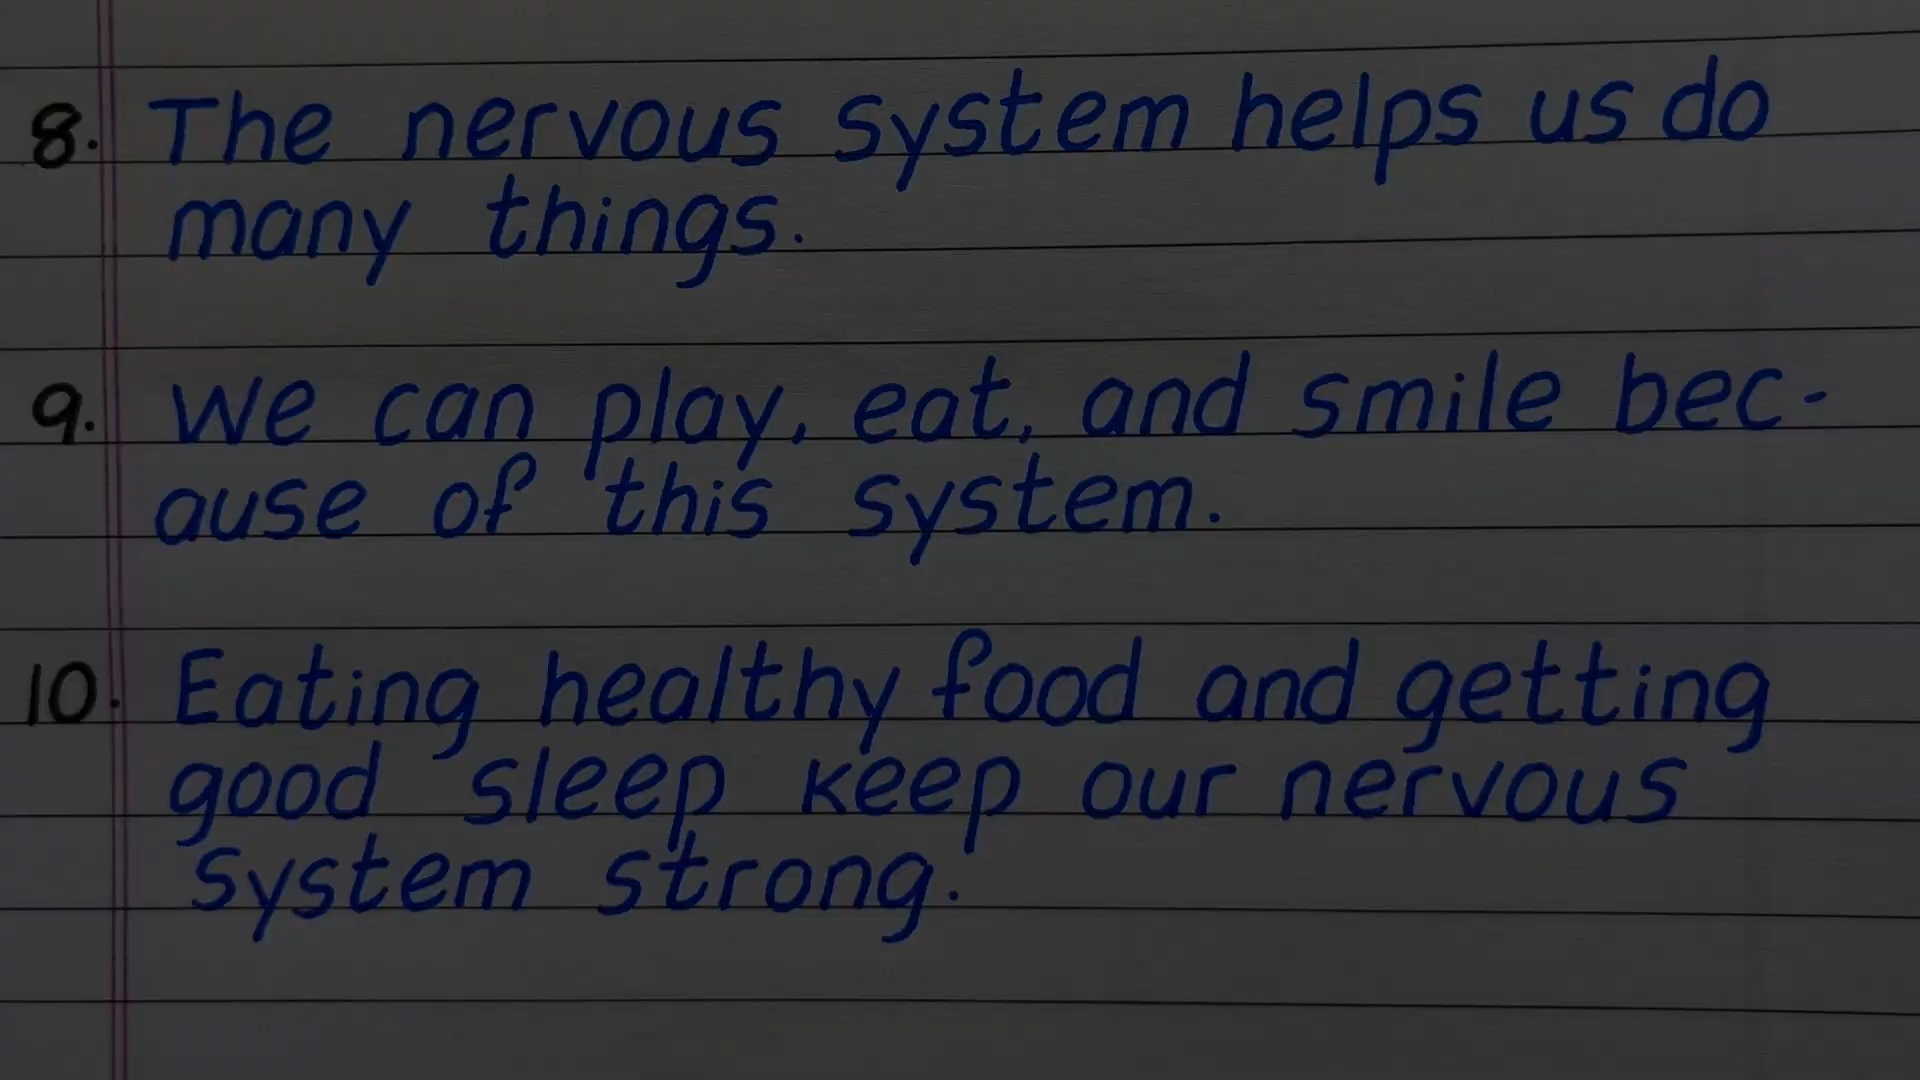 8. The nervous system helps us do
many things.
9. We can play, eat, and smile bec-
ause of this system.
10. Eating healthy food and getting
good sleep keep our nervous
system strong.